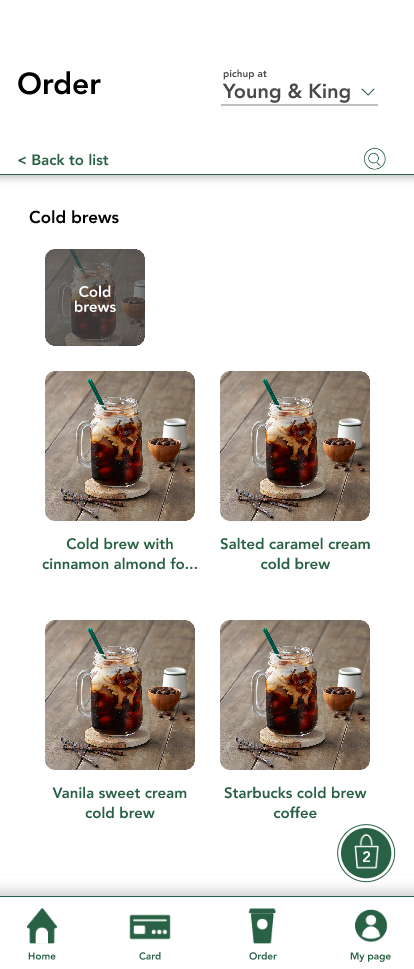 Order
pickup at
Young & King
< Back to list
Cold brews
Cold
brews
Cold brew with
cinnamon almond fo...
Salted caramel cream
cold brew
Vanila sweet cream
cold brew
Starbucks cold brew
coffee
2
Home
Card
Order
My page